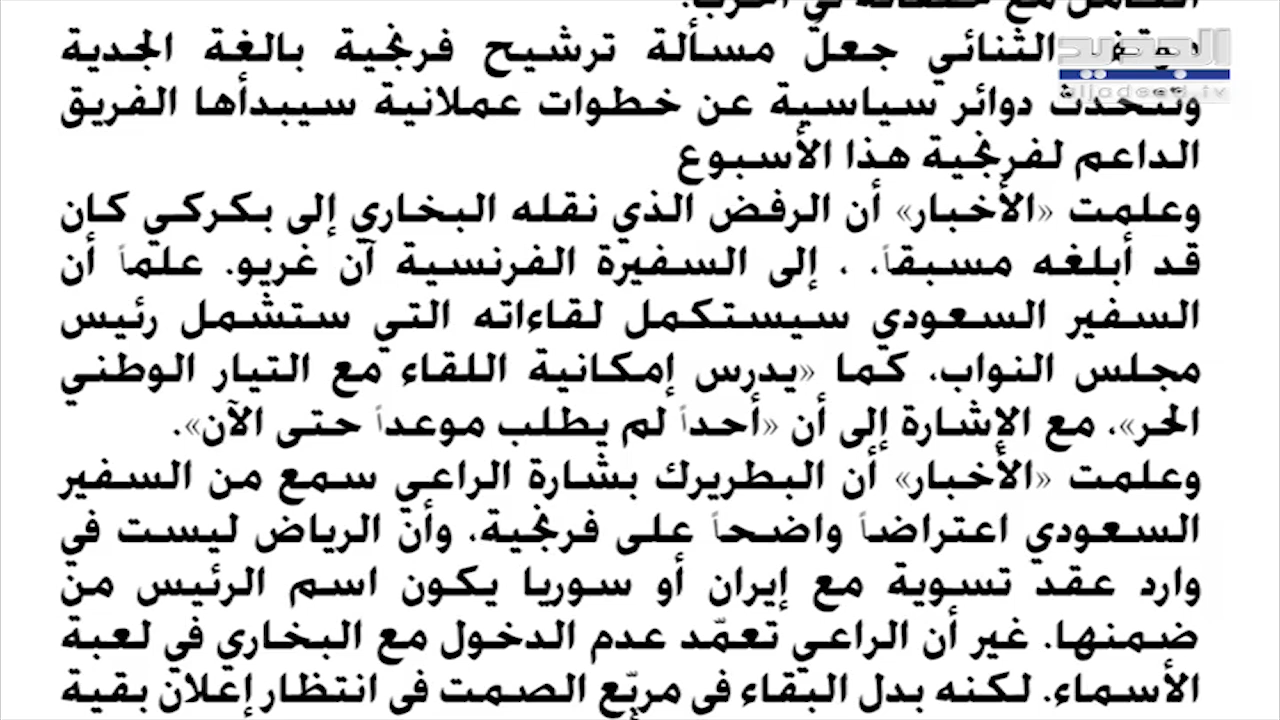 التعامل مع
موقف الثنائي جعل مسألة ترشيح فرنجية بالغة الجدية
وتتحدث دوائر سياسية عن خطوات عملانية سيبدأها الفريق
الداعم لفرنجية هذا الأسبوع
وعلمت «الأخبار» أن الرفض الذي نقله البخاري إلى بكركي كان
قد أبلغه مسبقاً، ، إلى السفيرة الفرنسية آن غريو. علماً أن
السفير السعودي سيستكمل لقاءاته التي ستشمل رئيس
مجلس النواب، كما «يدرس إمكانية اللقاء مع التيار الوطني
الحر»، مع الإشارة إلى أن «أحداً لم يطلب موعداً حتى الآن».
وعلمت «الأخبار» أن البطريرك بشارة الراعي سمع من السفير
السعودي اعتراضاً واضحاً على فرنجية، وأن الرياض ليست في
وارد عقد تسوية مع إيران أو سوريا يكون اسم الرئيس من
ضمنها. غير أن الراعي تعمّد عدم الدخول مع البخاري في لعبة
الأسماء. لكنه بدل البقاء في مربّع الصمت في انتظار إعلان بقية
الجديد
aljadeed.tv